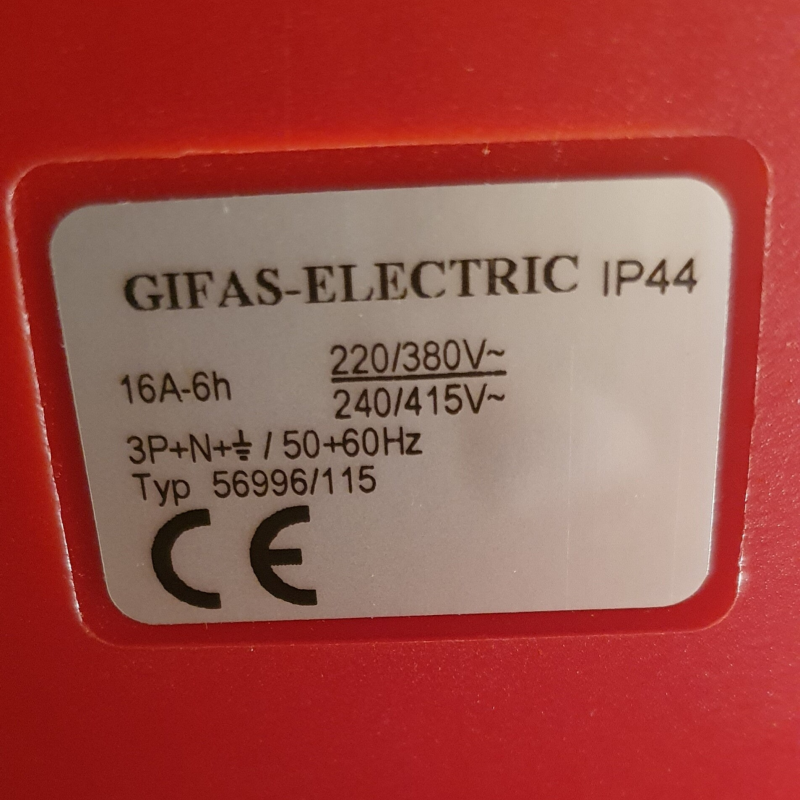 GIFAS-ELECTRIC IP44
16A-6h 220/380V~
240/415V~
3P+N+⏚ / 50+60Hz
Typ 56996/115
CE